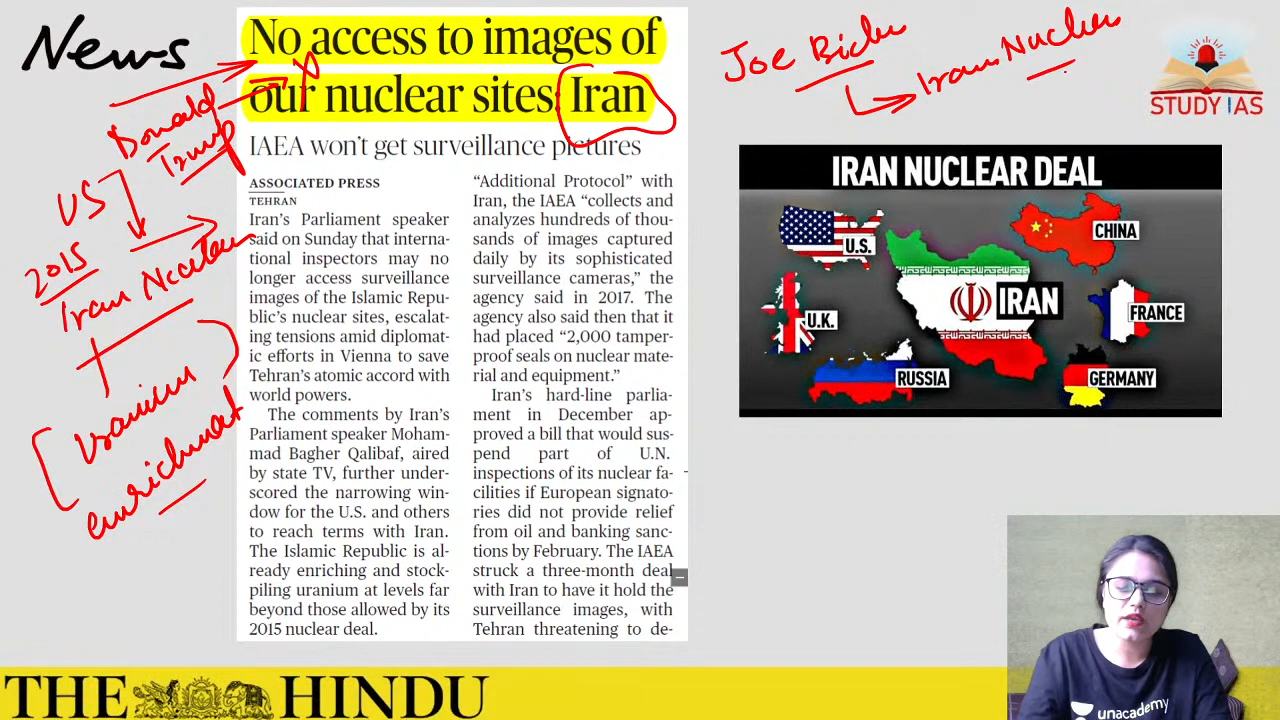 News
No access to images of
our nuclear sites: Iran
IAEA won't get surveillance pictures
ASSOCIATED PRESS
TEHRAN
Iran's Parliament speaker
said on Sunday that interna-
tional inspectors may no
longer access surveillance
images of the Islamic Repu-
blic's nuclear sites, escalat-
ing tensions amid diplomat-
ic efforts in Vienna to save
Tehran's atomic accord with
world powers.
The comments by Iran's
Parliament speaker Moham-
mad Bagher Qalibaf, aired
by state TV, further under-
scored the narrowing win-
dow for the U.S. and others
to reach terms with Iran.
The Islamic Republic is al-
ready enriching and stock-
piling uranium at levels far
beyond those allowed by its
2015 nuclear deal.
"Additional Protocol" with
Iran, the IAEA "collects and
analyzes hundreds of thou-
sands of images captured
daily by its sophisticated
surveillance cameras," the
agency said in 2017. The
agency also said then that it
had placed "2,000 tamper-
proof seals on nuclear mate-
rial and equipment."
Iran's hard-line parlia-
ment in December ap-
proved a bill that would sus-
pend part of U.N.
inspections of its nuclear fa-
cilities if European signato-
ries did not provide relief
from oil and banking sanc-
tions by February. The IAEA
struck a three-month deal
with Iran to have it hold the
surveillance images, with
Tehran threatening to de-
Donald
Trump
US
2015
Iran
Uranium
enrichment
Joe Biden
Iran Nuclear
STUDY IAS
IRAN NUCLEAR DEAL
U.S.
CHINA
IRAN
U.K.
FRANCE
RUSSIA
GERMANY
unacademy
THE HINDU